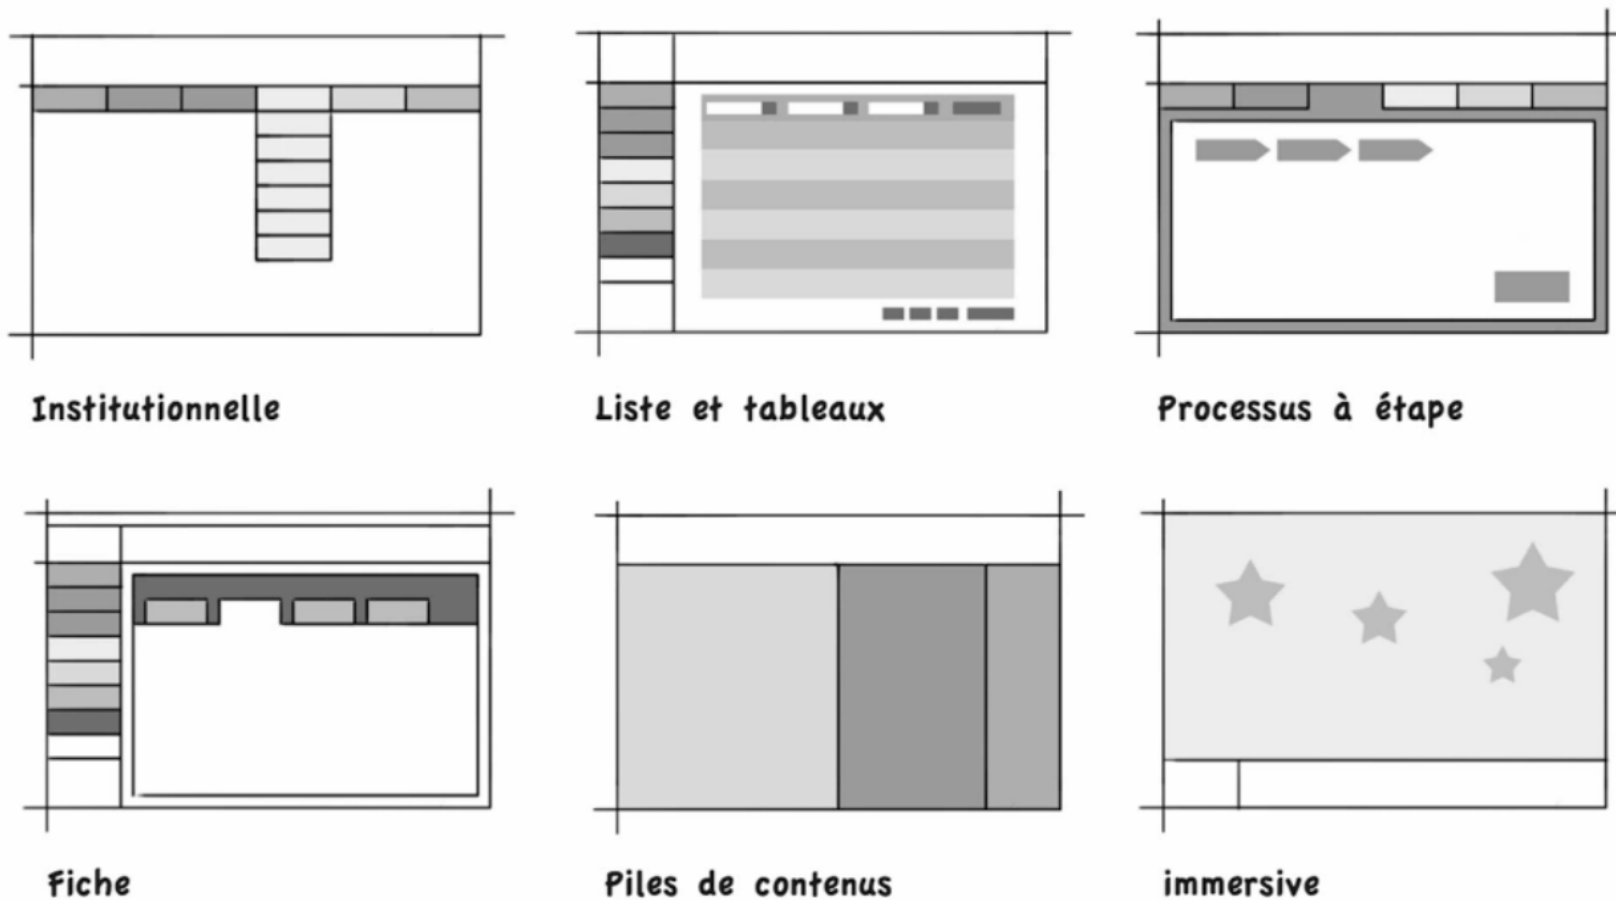 Institutionnelle
Liste et tableaux
Processus à étape
Fiche
Piles de contenus
immersive